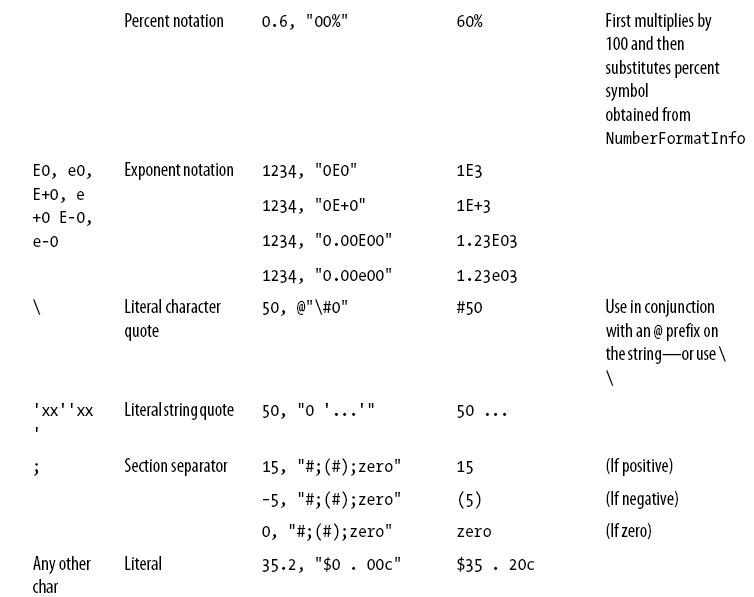 Percent notation 0.6, "00%" 60% First multiplies by
100 and then
substitutes percent
symbol
obtained from
NumberFormatInfo
E0, e0, Exponent notation 1234, "0E0" 1E3
E+0, e
+0 E-0, 1234, "0E+0" 1E+3
e-0 1234, "0.00E00" 1.23E03
1234, "0.00e00" 1.23e03
\ Literal character 50, @"\#0" #50 Use in conjunction
quote with an @ prefix on
the string—or use \
\
'xx''xx Literal string quote 50, "0 '...'" 50 ...
'
; Section separator 15, "#;(#);zero" 15 (If positive)
-5, "#;(#);zero" (5) (If negative)
0, "#;(#);zero" zero (If zero)
Any other Literal 35.2, "$0 . 00c" $35 . 20c
char